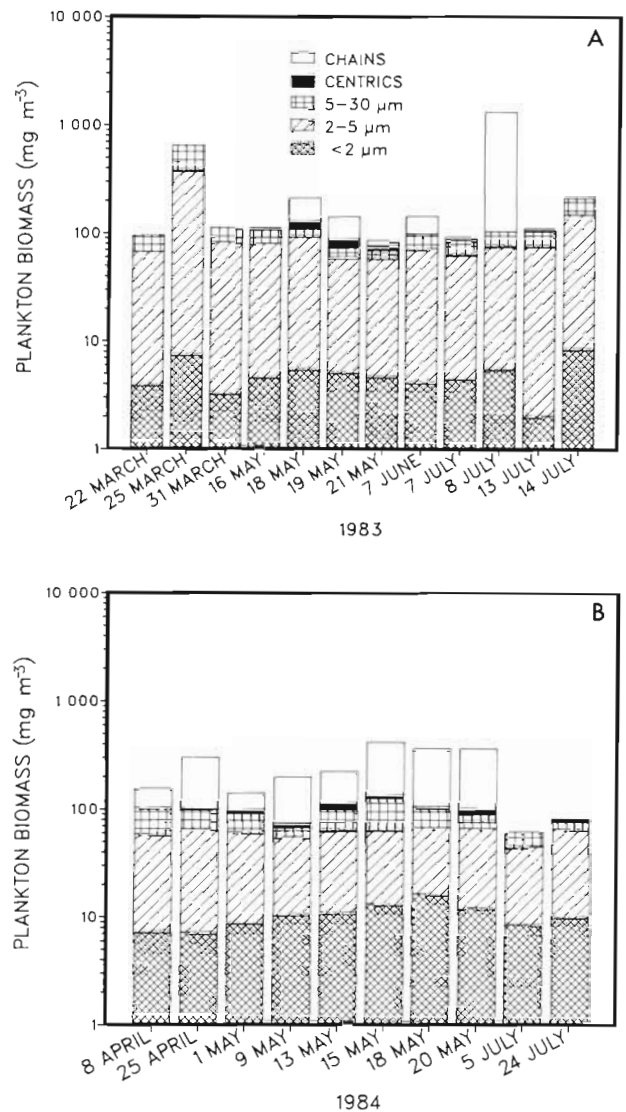 A
10 000
1 000
100
10
1
PLANKTON BIOMASS (mg m⁻³)
CHAINS
CENTRICS
5–30 µm
2–5 µm
<2 µm
22 MARCH
25 MARCH
31 MARCH
16 MAY
18 MAY
19 MAY
21 MAY
7 JUNE
7 JULY
8 JULY
13 JULY
14 JULY
1983
B
10 000
1 000
100
10
1
PLANKTON BIOMASS (mg m⁻³)
8 APRIL
25 APRIL
1 MAY
9 MAY
13 MAY
15 MAY
18 MAY
20 MAY
5 JULY
24 JULY
1984